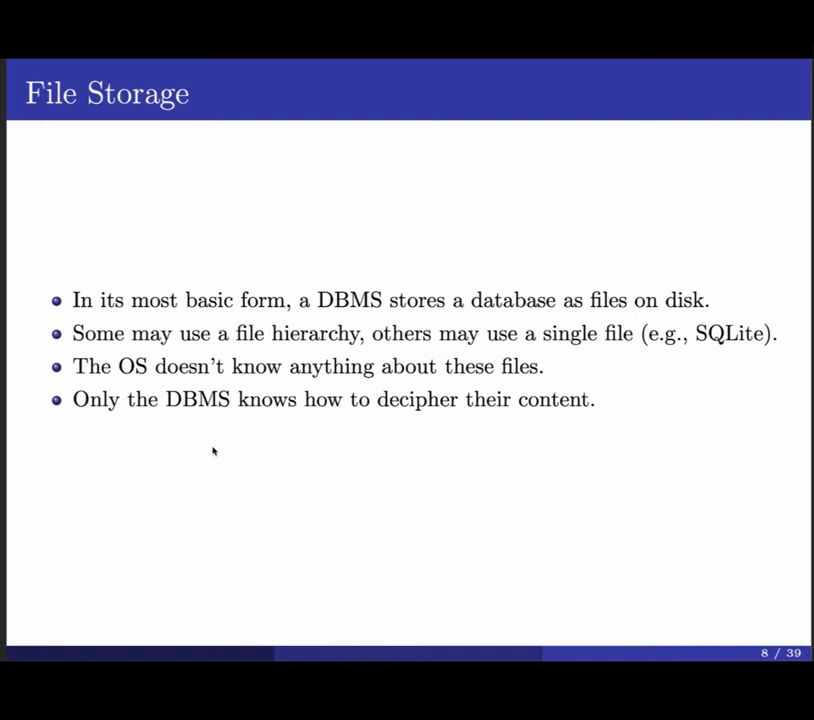 File Storage
In its most basic form, a DBMS stores a database as files on disk.
Some may use a file hierarchy, others may use a single file (e.g., SQLite).
The OS doesn't know anything about these files.
Only the DBMS knows how to decipher their content.
8 / 39